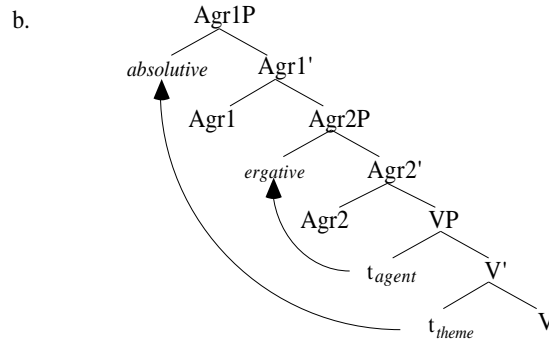 b.
Agr1P
absolutive Agr1'
Agr1 Agr2P
ergative Agr2'
Agr2 VP
tagent V'
ttheme V